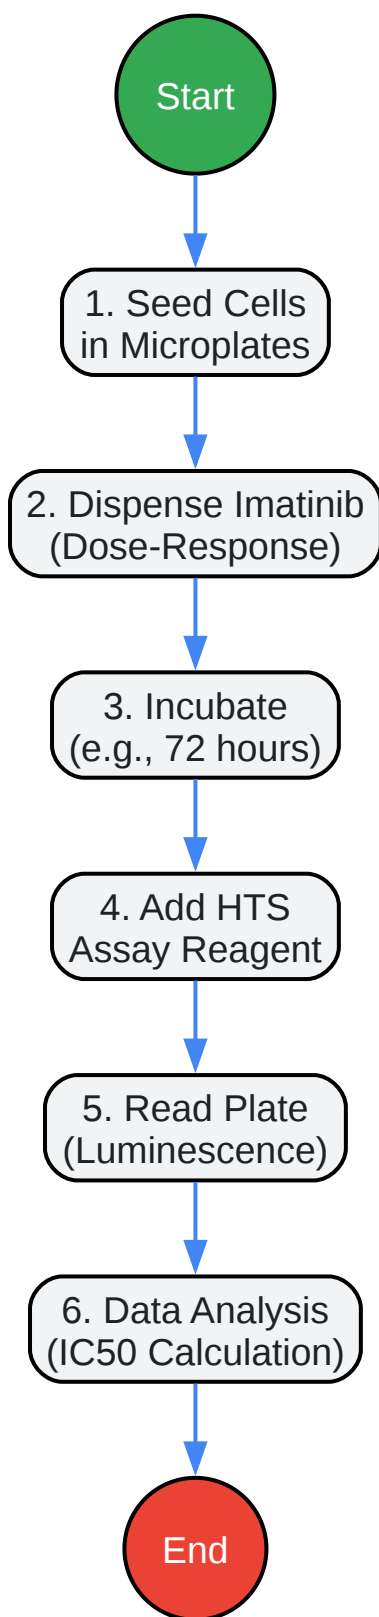 Start
1. Seed Cells
in Microplates
2. Dispense Imatinib
(Dose-Response)
3. Incubate
(e.g., 72 hours)
4. Add HTS
Assay Reagent
5. Read Plate
(Luminescence)
6. Data Analysis
(IC50 Calculation)
End